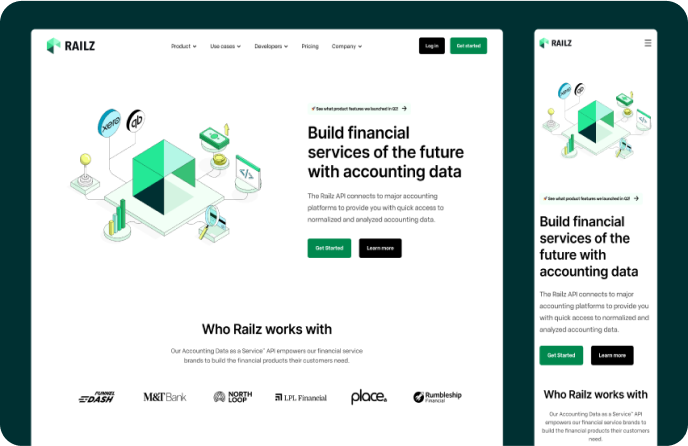 RAILZ
Product Use cases Developers Pricing Company
Log in Get started
xero
qb
See what product features we launched in Q2!
Build financial
services of the future
with accounting data
The Railz API connects to major accounting
platforms to provide you with quick access to
normalized and analyzed accounting data.
Get Started Learn more
Who Railz works with
Our Accounting Data as a Service™ API empowers our financial service
brands to build the financial products their customers need.
FUNNEL
DASH
M&T Bank
NORTH
LOOP
LPL Financial
place.
Rumbleship
Financial
RAILZ
xero
qb
See what product features we launched in Q2!
Build financial
services of the
future with
accounting data
The Railz API connects to major
accounting platforms to provide you
with quick access to normalized and
analyzed accounting data.
Get Started Learn more
Who Railz works with
Our Accounting Data as a Service™ API
empowers our financial service brands to
build the financial products their customers
need.